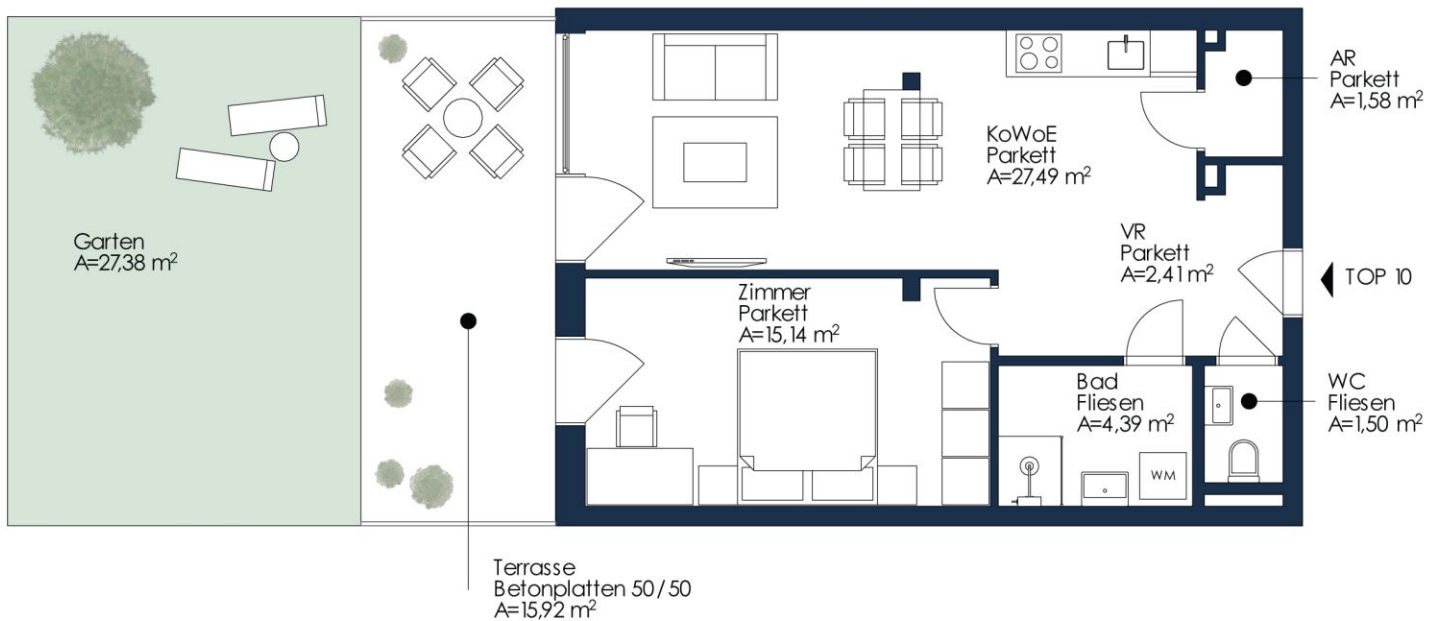 AR
Parkett
A=1,58 m²
KoWoE
Parkett
A=27,49 m²
Garten
A=27,38 m²
VR
Parkett
A=2,41 m²
TOP 10
Zimmer
Parkett
A=15,14 m²
Bad
Fliesen
A=4,39 m²
WC
Fliesen
A=1,50 m²
WM
Terrasse
Betonplatten 50/50
A=15,92 m²